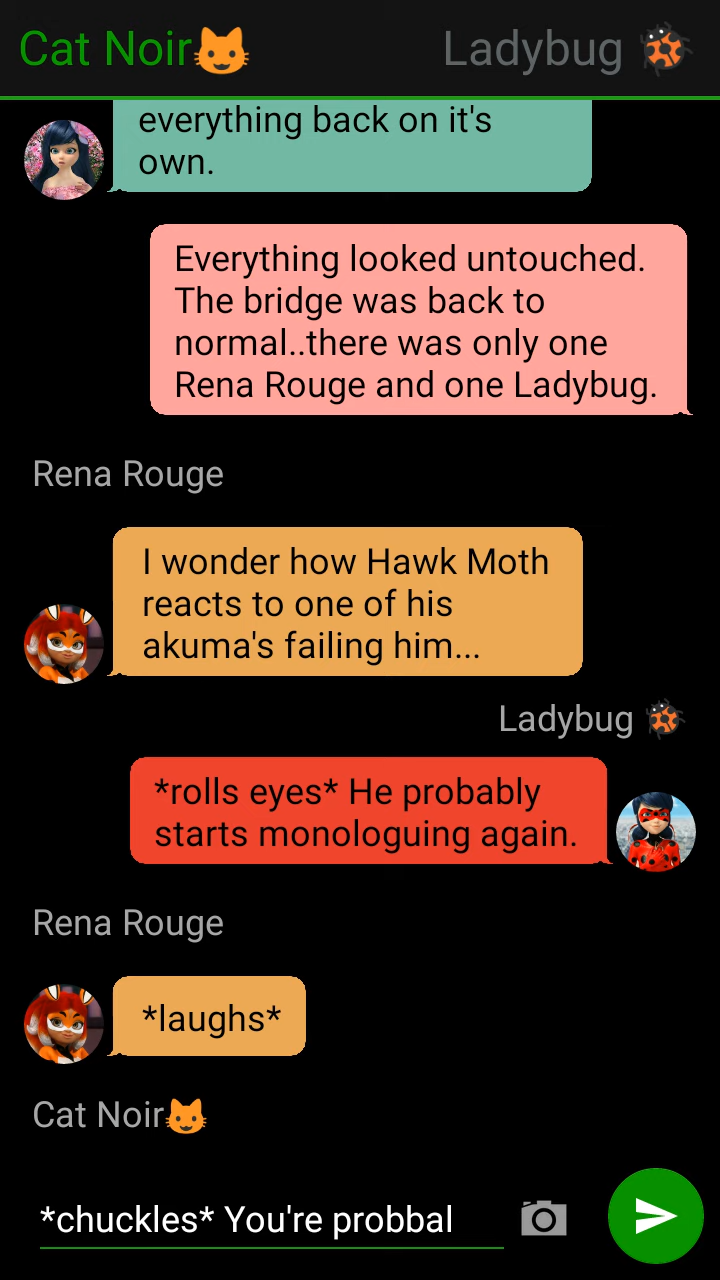 Cat Noir🐱 Ladybug 🐞
everything back on it's
own.
Everything looked untouched.
The bridge was back to
normal..there was only one
Rena Rouge and one Ladybug.
Rena Rouge
I wonder how Hawk Moth
reacts to one of his
akuma's failing him...
Ladybug 🐞
*rolls eyes* He probably
starts monologuing again.
Rena Rouge
*laughs*
Cat Noir🐱
*chuckles* You're probbal